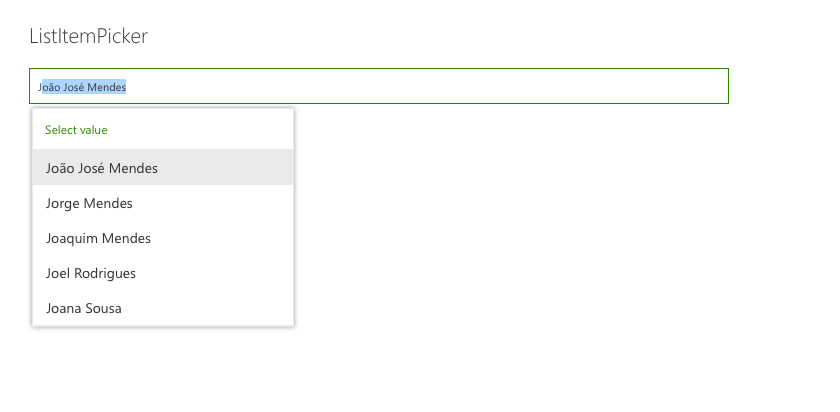 ListItemPicker
João José Mendes
Select value
João José Mendes
Jorge Mendes
Joaquim Mendes
Joel Rodrigues
Joana Sousa